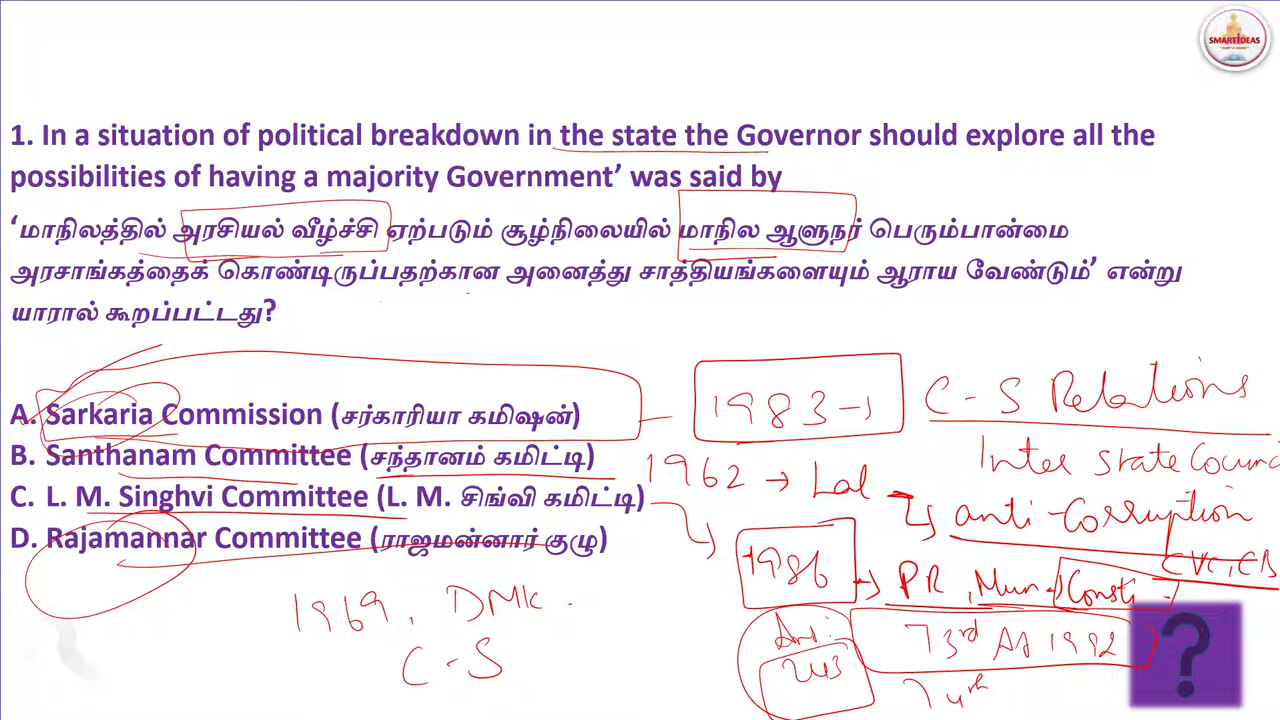 SMARTIDEAS
1. In a situation of political breakdown in the state the Governor should explore all the
possibilities of having a majority Government’ was said by
‘மாநிலத்தில் அரசியல் வீழ்ச்சி ஏற்படும் சூழ்நிலையில் மாநில ஆளுநர் பெரும்பான்மை
அரசாங்கத்தைக் கொண்டிருப்பதற்கான அனைத்து சாத்தியங்களையும் ஆராய வேண்டும்’ என்று
யாரால் கூறப்பட்டது?
A. Sarkaria Commission (சர்காரியா கமிஷன்)
1983-1
C-S Relations
Inter State Counci
B. Santhanam Committee (சந்தானம் கமிட்டி)
1962 → Lal
anti-Corruption
C. L. M. Singhvi Committee (L. M. சிங்வி கமிட்டி)
D. Rajamannar Committee (ராஜமன்னார் குழு)
1986 → PR, Mun → Consti
1969, DMK.
C-S
73rd 1992
243
74th
?